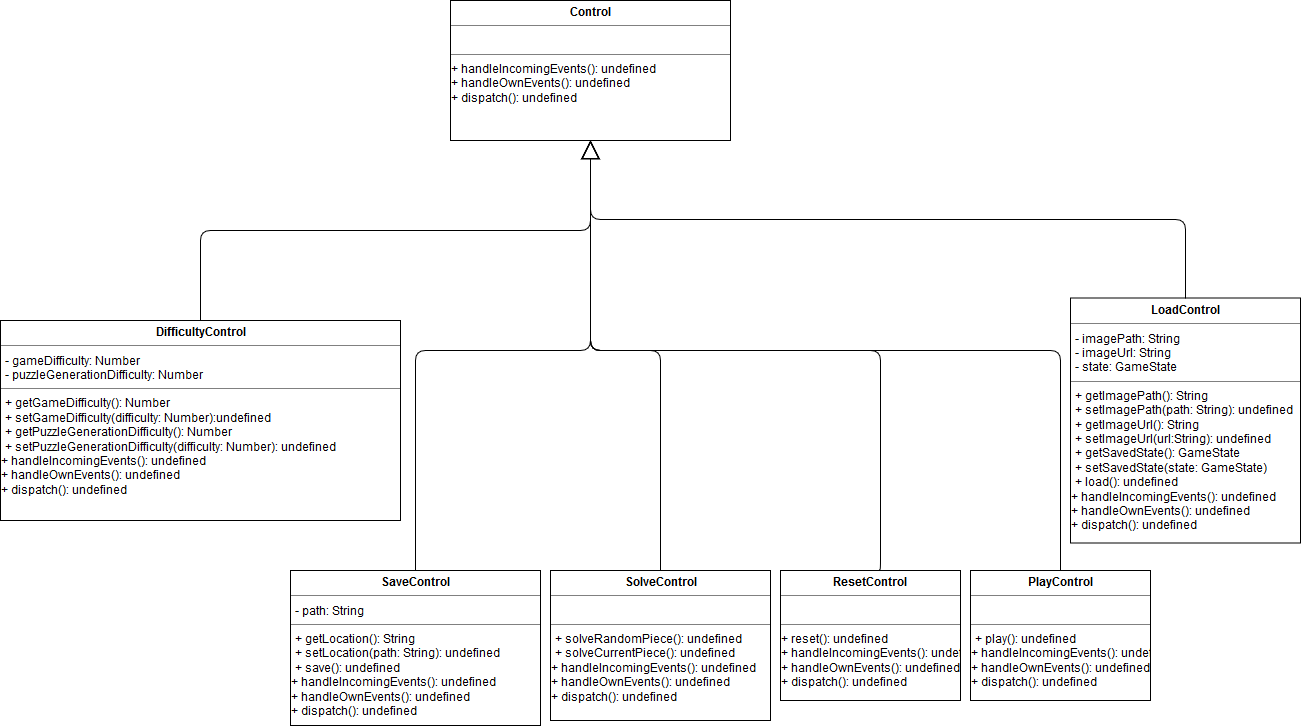 Control
+ handleIncomingEvents(): undefined
+ handleOwnEvents(): undefined
+ dispatch(): undefined
DifficultyControl
- gameDifficulty: Number
- puzzleGenerationDifficulty: Number
+ getGameDifficulty(): Number
+ setGameDifficulty(difficulty: Number):undefined
+ getPuzzleGenerationDifficulty(): Number
+ setPuzzleGenerationDifficulty(difficulty: Number): undefined
+ handleIncomingEvents(): undefined
+ handleOwnEvents(): undefined
+ dispatch(): undefined
LoadControl
- imagePath: String
- imageUrl: String
- state: GameState
+ getImagePath(): String
+ setImagePath(path: String): undefined
+ getImageUrl(): String
+ setImageUrl(url:String): undefined
+ getSavedState(): GameState
+ setSavedState(state: GameState)
+ load(): undefined
+ handleIncomingEvents(): undefined
+ handleOwnEvents(): undefined
+ dispatch(): undefined
SaveControl
- path: String
+ getLocation(): String
+ setLocation(path: String): undefined
+ save(): undefined
+ handleIncomingEvents(): undefined
+ handleOwnEvents(): undefined
+ dispatch(): undefined
SolveControl
+ solveRandomPiece(): undefined
+ solveCurrentPiece(): undefined
+ handleIncomingEvents(): undefined
+ handleOwnEvents(): undefined
+ dispatch(): undefined
ResetControl
+ reset(): undefined
+ handleIncomingEvents(): unde
+ handleOwnEvents(): undefined
+ dispatch(): undefined
PlayControl
+ play(): undefined
+ handleIncomingEvents(): unde
+ handleOwnEvents(): undefined
+ dispatch(): undefined